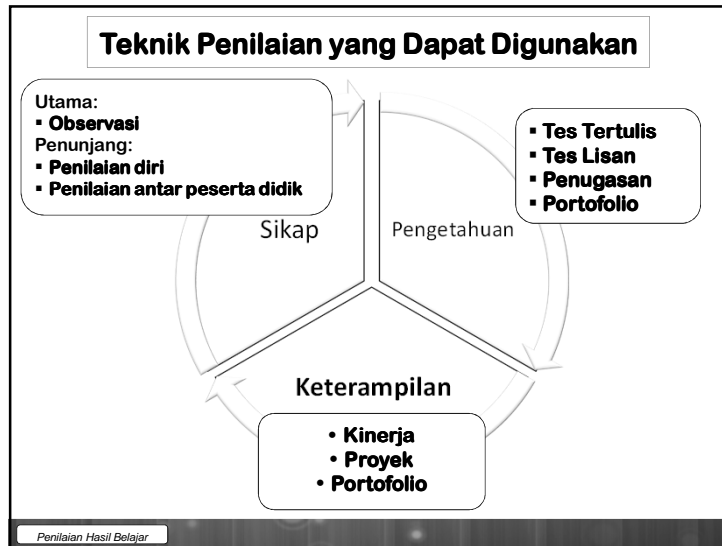 Teknik Penilaian yang Dapat Digunakan
Utama:
▪ Observasi
Penunjang:
▪ Penilaian diri
▪ Penilaian antar peserta didik
▪ Tes Tertulis
▪ Tes Lisan
▪ Penugasan
▪ Portofolio
Sikap
Pengetahuan
Keterampilan
• Kinerja
• Proyek
• Portofolio
Penilaian Hasil Belajar